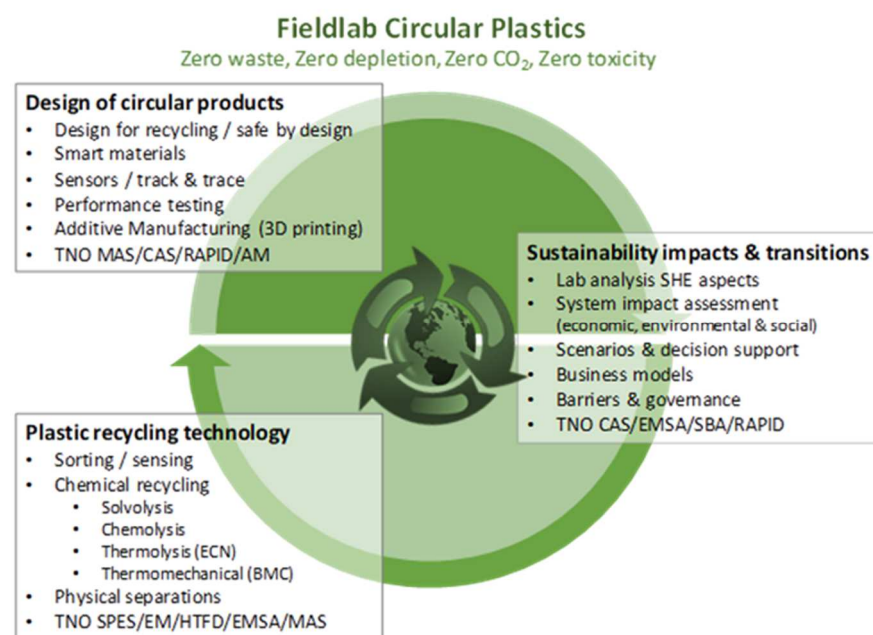 Fieldlab Circular Plastics
Zero waste, Zero depletion, Zero CO₂, Zero toxicity
Design of circular products
• Design for recycling / safe by design
• Smart materials
• Sensors / track & trace
• Performance testing
• Additive Manufacturing (3D printing)
• TNO MAS/CAS/RAPID/AM
Sustainability impacts & transitions
• Lab analysis SHE aspects
• System impact assessment
(economic, environmental & social)
• Scenarios & decision support
• Business models
• Barriers & governance
• TNO CAS/EMSA/SBA/RAPID
Plastic recycling technology
• Sorting / sensing
• Chemical recycling
• Solvolysis
• Chemolysis
• Thermolysis (ECN)
• Thermomechanical (BMC)
• Physical separations
• TNO SPES/EM/HTFD/EMSA/MAS